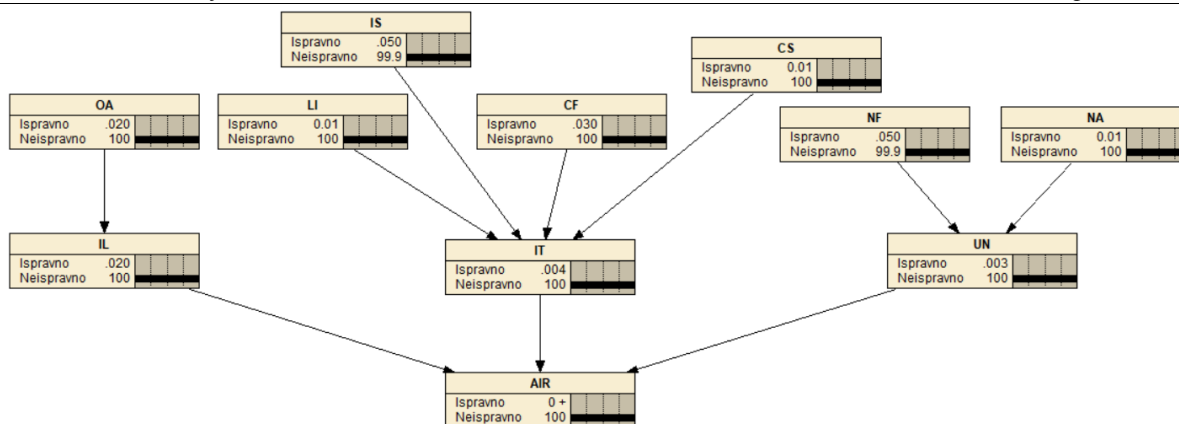 IS
Ispravno .050
Neispravno 99.9
CS
Ispravno 0.01
Neispravno 100
OA
Ispravno .020
Neispravno 100
LI
Ispravno 0.01
Neispravno 100
CF
Ispravno .030
Neispravno 100
NF
Ispravno .050
Neispravno 99.9
NA
Ispravno 0.01
Neispravno 100
IL
Ispravno .020
Neispravno 100
IT
Ispravno .004
Neispravno 100
UN
Ispravno .003
Neispravno 100
AIR
Ispravno 0 +
Neispravno 100